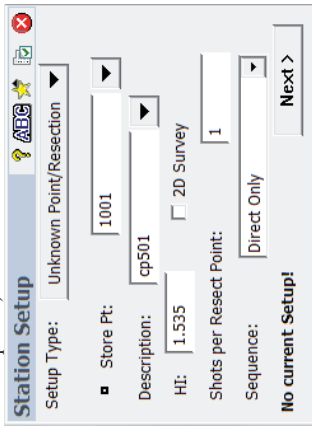 Station Setup ? ABC
Setup Type: Unknown Point/Resection
Store Pt: 1001
Description: cp501
HI: 1.535 2D Survey
Shots per Resect Point: 1
Sequence: Direct Only
No current Setup! Next >